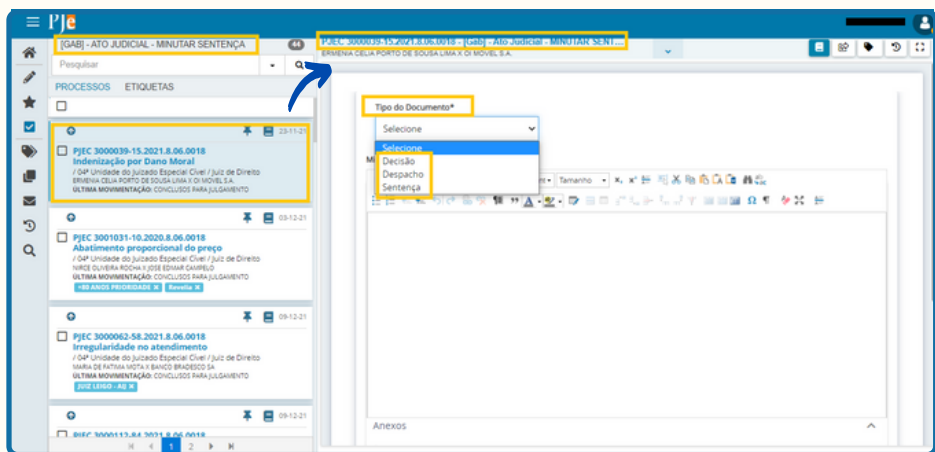 PJe
[GAB] - ATO JUDICIAL - MINUTAR SENTENÇA
44
Pesquisar
PROCESSOS ETIQUETAS
23-11-21
PJEC 3000039-15.2021.8.06.0018
Indenização por Dano Moral
/ 04ª Unidade do Juizado Especial Cível / Juiz de Direito
ERMENIA CELIA PORTO DE SOUSA LIMA X OI MOVEL S.A.
ÚLTIMA MOVIMENTAÇÃO: CONCLUSOS PARA JULGAMENTO
03-12-21
PJEC 3001031-10.2020.8.06.0018
Abatimento proporcional do preço
/ 04ª Unidade do Juizado Especial Cível / Juiz de Direito
NIRCE OLIVEIRA ROCHA X JOSE EDMAR CAMPELO
ÚLTIMA MOVIMENTAÇÃO: CONCLUSOS PARA JULGAMENTO
+80 ANOS PRIORIDADE Revelia
09-12-21
PJEC 3000062-58.2021.8.06.0018
Irregularidade no atendimento
/ 04ª Unidade do Juizado Especial Cível / Juiz de Direito
MARIA DE FATIMA MOTA X BANCO BRADESCO SA
ÚLTIMA MOVIMENTAÇÃO: CONCLUSOS PARA JULGAMENTO
JUIZ LEIGO - AIJ
09-12-21
PJEC 3000112-84.2021.8.06.0018
1 2
PJEC 3000039-15.2021.8.06.0018 - [Gab] - Ato Judicial - MINUTAR SENT...
ERMENIA CELIA PORTO DE SOUSA LIMA X OI MOVEL S.A.
Tipo do Documento*
Selecione
Selecione
Decisão
Despacho
Sentença
Tamanho
Anexos